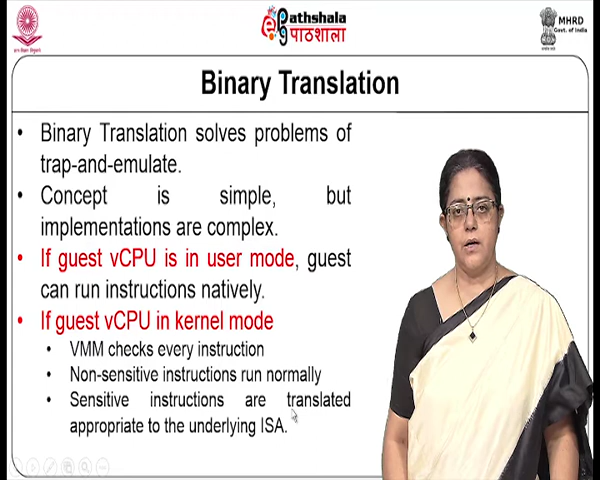 ePathshala
पाठशाला
MHRD
Govt. of India
Binary Translation
• Binary Translation solves problems of
trap-and-emulate.
• Concept is simple, but
implementations are complex.
• If guest vCPU is in user mode, guest
can run instructions natively.
• If guest vCPU in kernel mode
• VMM checks every instruction
• Non-sensitive instructions run normally
• Sensitive instructions are translated
appropriate to the underlying ISA.